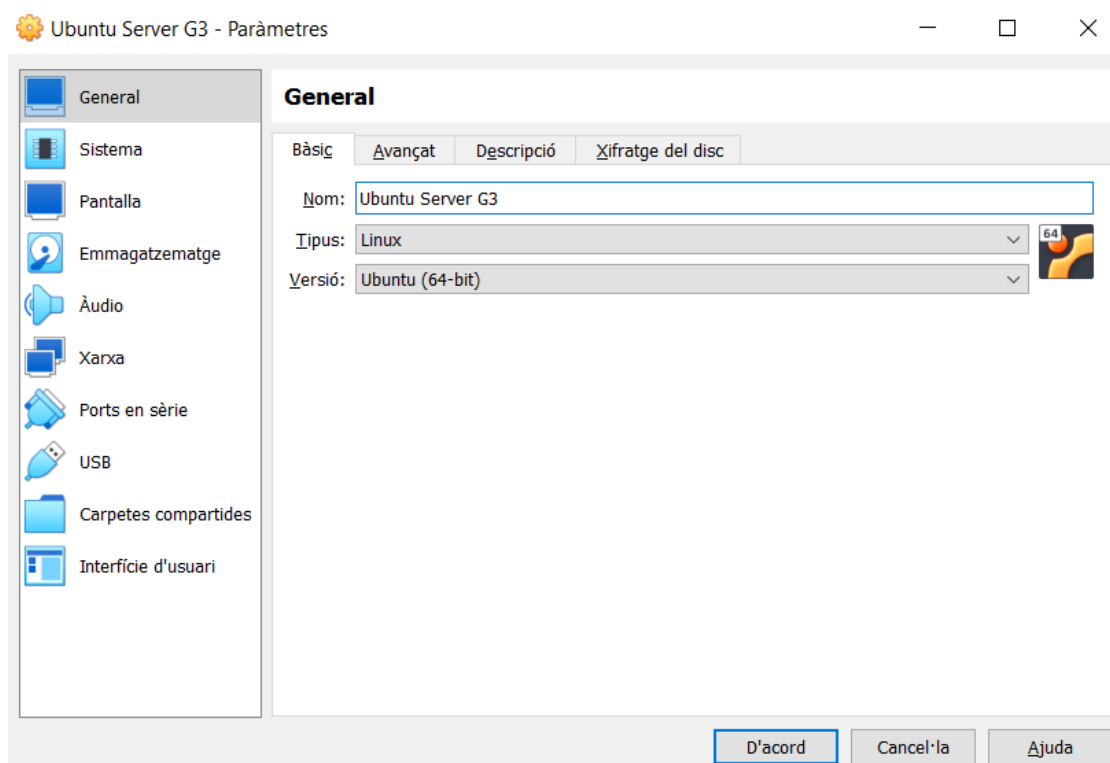 Ubuntu Server G3 - Paràmetres
General
Sistema
Pantalla
Emmagatzematge
Àudio
Xarxa
Ports en sèrie
USB
Carpetes compartides
Interfície d'usuari
General
Bàsic Avançat Descripció Xifratge del disc
Nom: Ubuntu Server G3
Tipus: Linux
64
Versió: Ubuntu (64-bit)
D'acord Cancel·la Ajuda